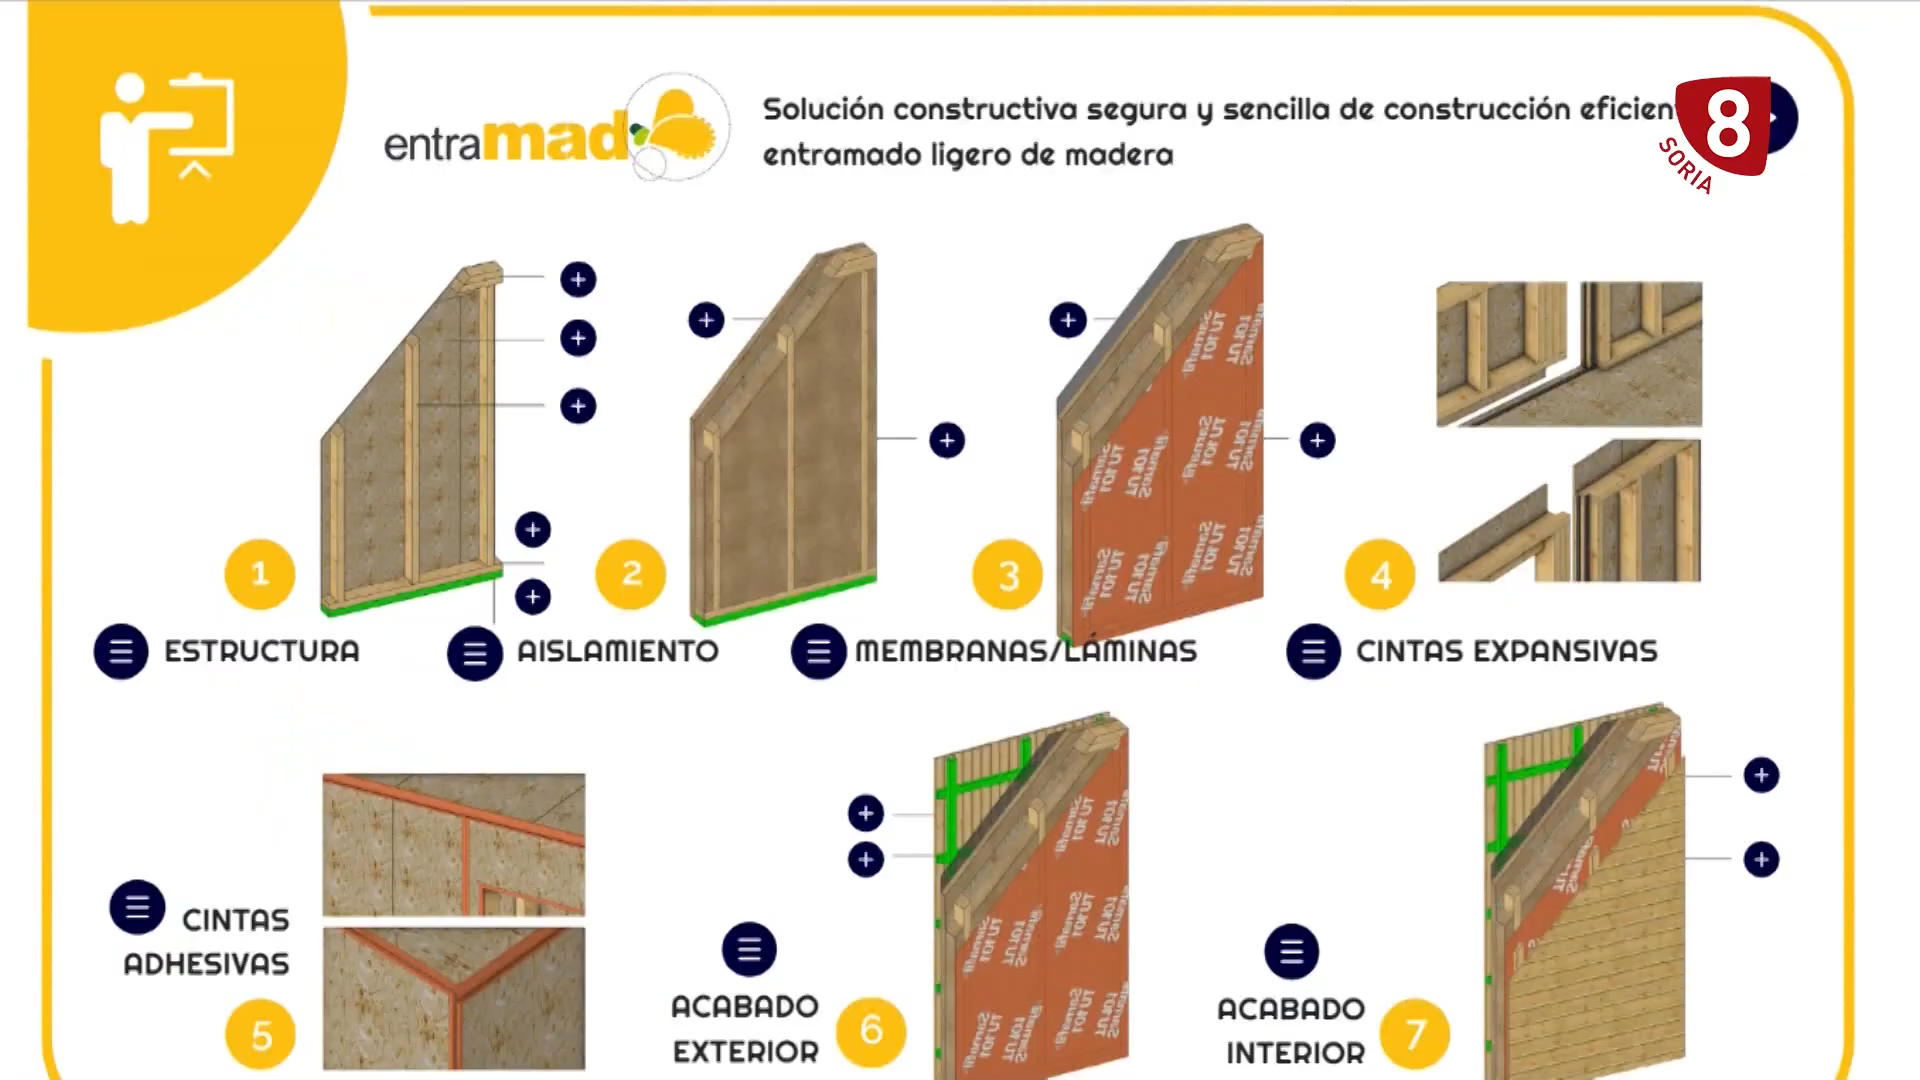 entramad
Solución constructiva segura y sencilla de construcción eficien
entramado ligero de madera
8
SORIA
1
2
3
4
ESTRUCTURA
AISLAMIENTO
MEMBRANAS/LAMINAS
CINTAS EXPANSIVAS
CINTAS
ADHESIVAS
5
ACABADO
EXTERIOR
6
ACABADO
INTERIOR
7